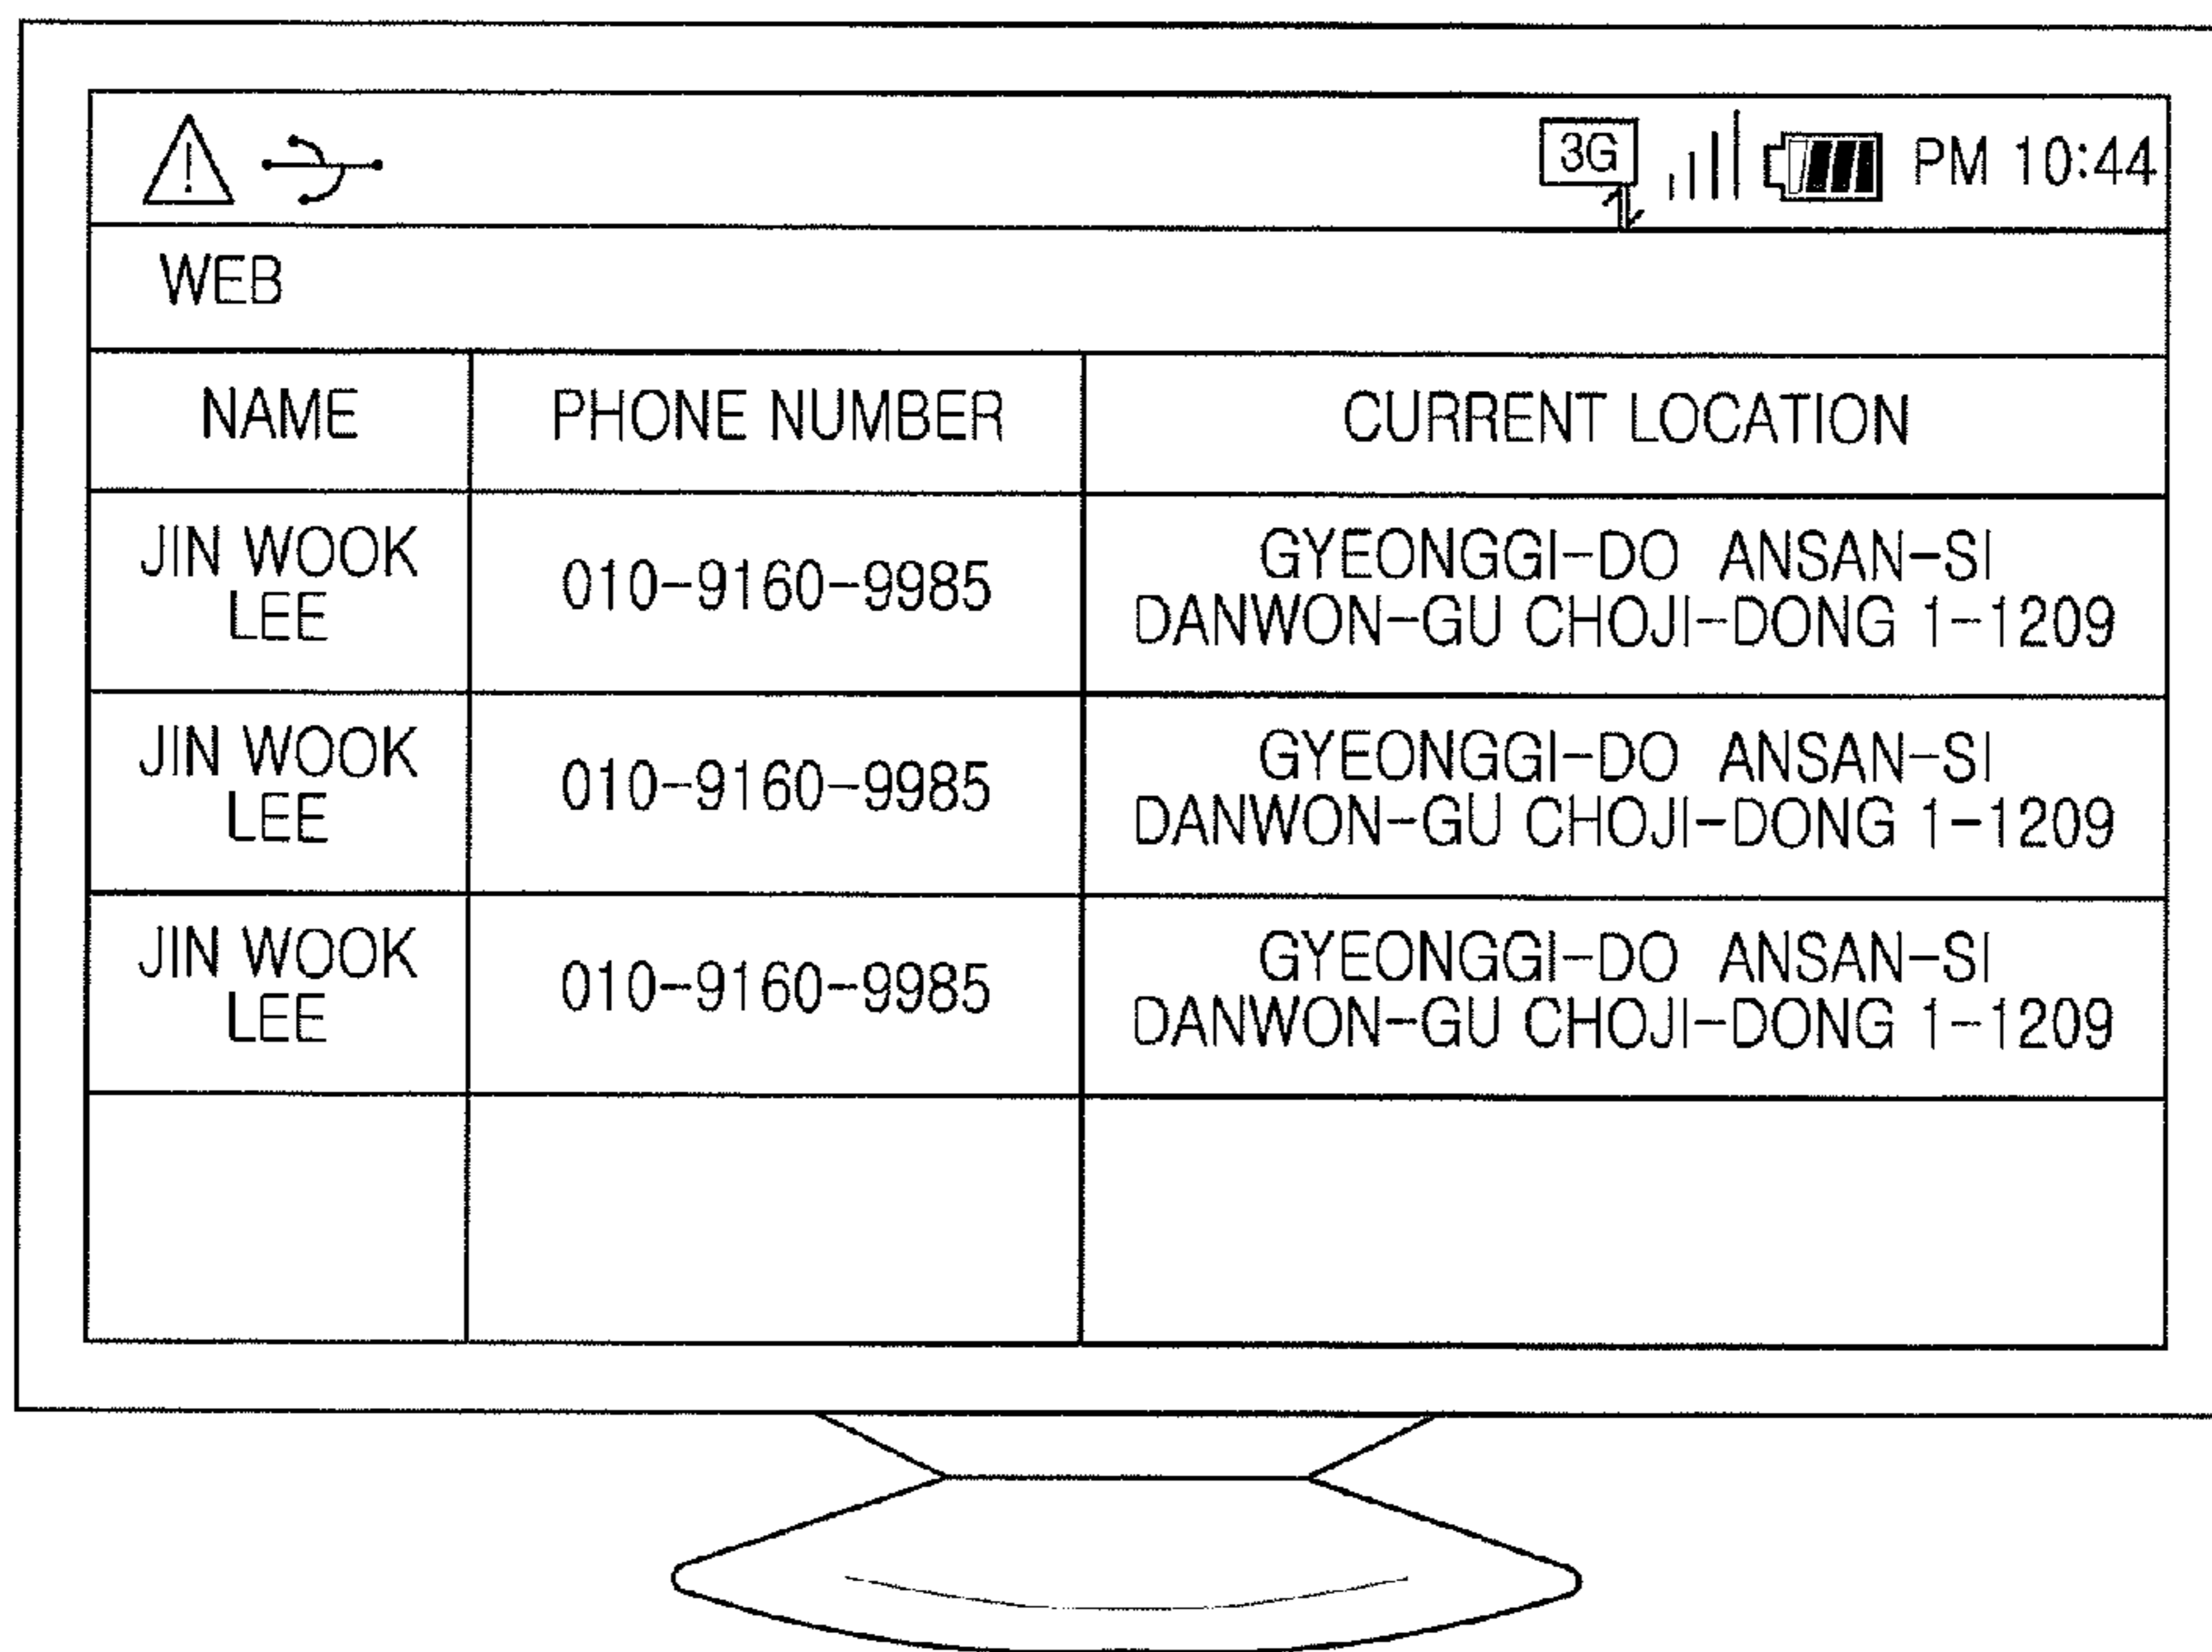 3G PM 10:44
WEB
NAME PHONE NUMBER CURRENT LOCATION
JIN WOOK
LEE
010-9160-9985
GYEONGGI-DO ANSAN-SI
DANWON-GU CHOJI-DONG 1-1209
JIN WOOK
LEE
010-9160-9985
GYEONGGI-DO ANSAN-SI
DANWON-GU CHOJI-DONG 1-1209
JIN WOOK
LEE
010-9160-9985
GYEONGGI-DO ANSAN-SI
DANWON-GU CHOJI-DONG 1-1209